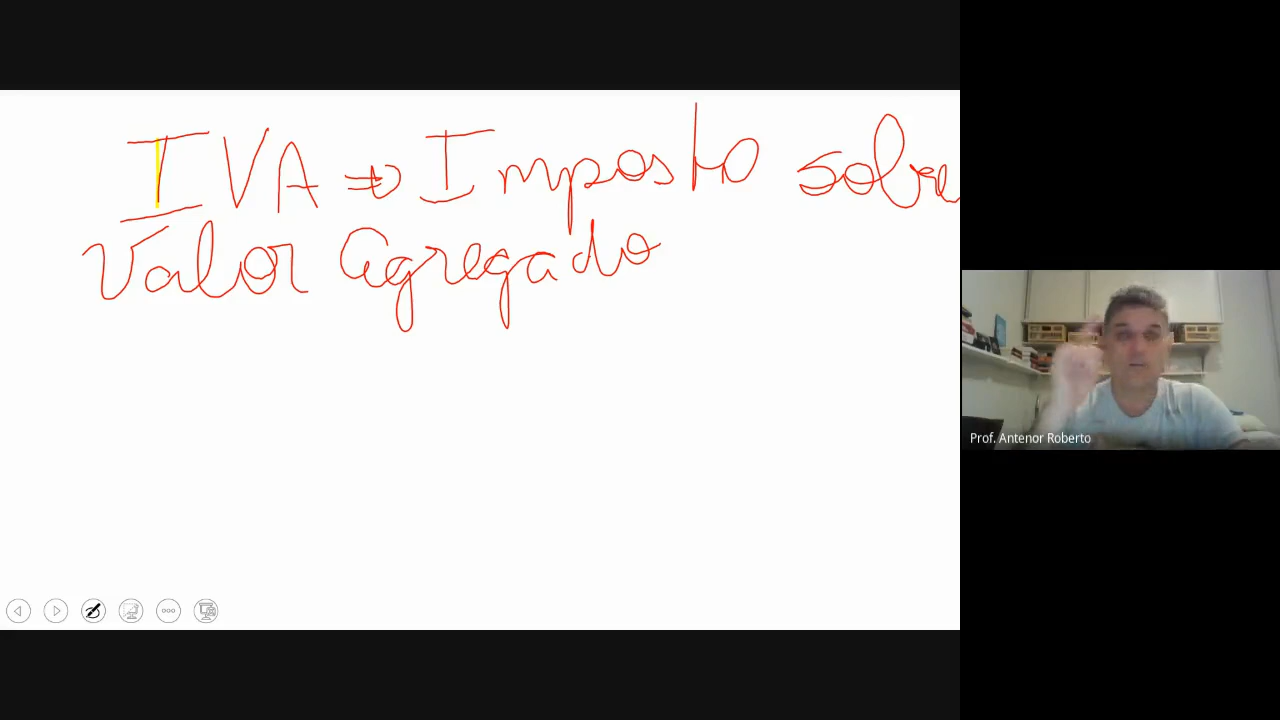 IVA ⇒ Imposto sobre
Valor agregado
Prof. Antenor Roberto